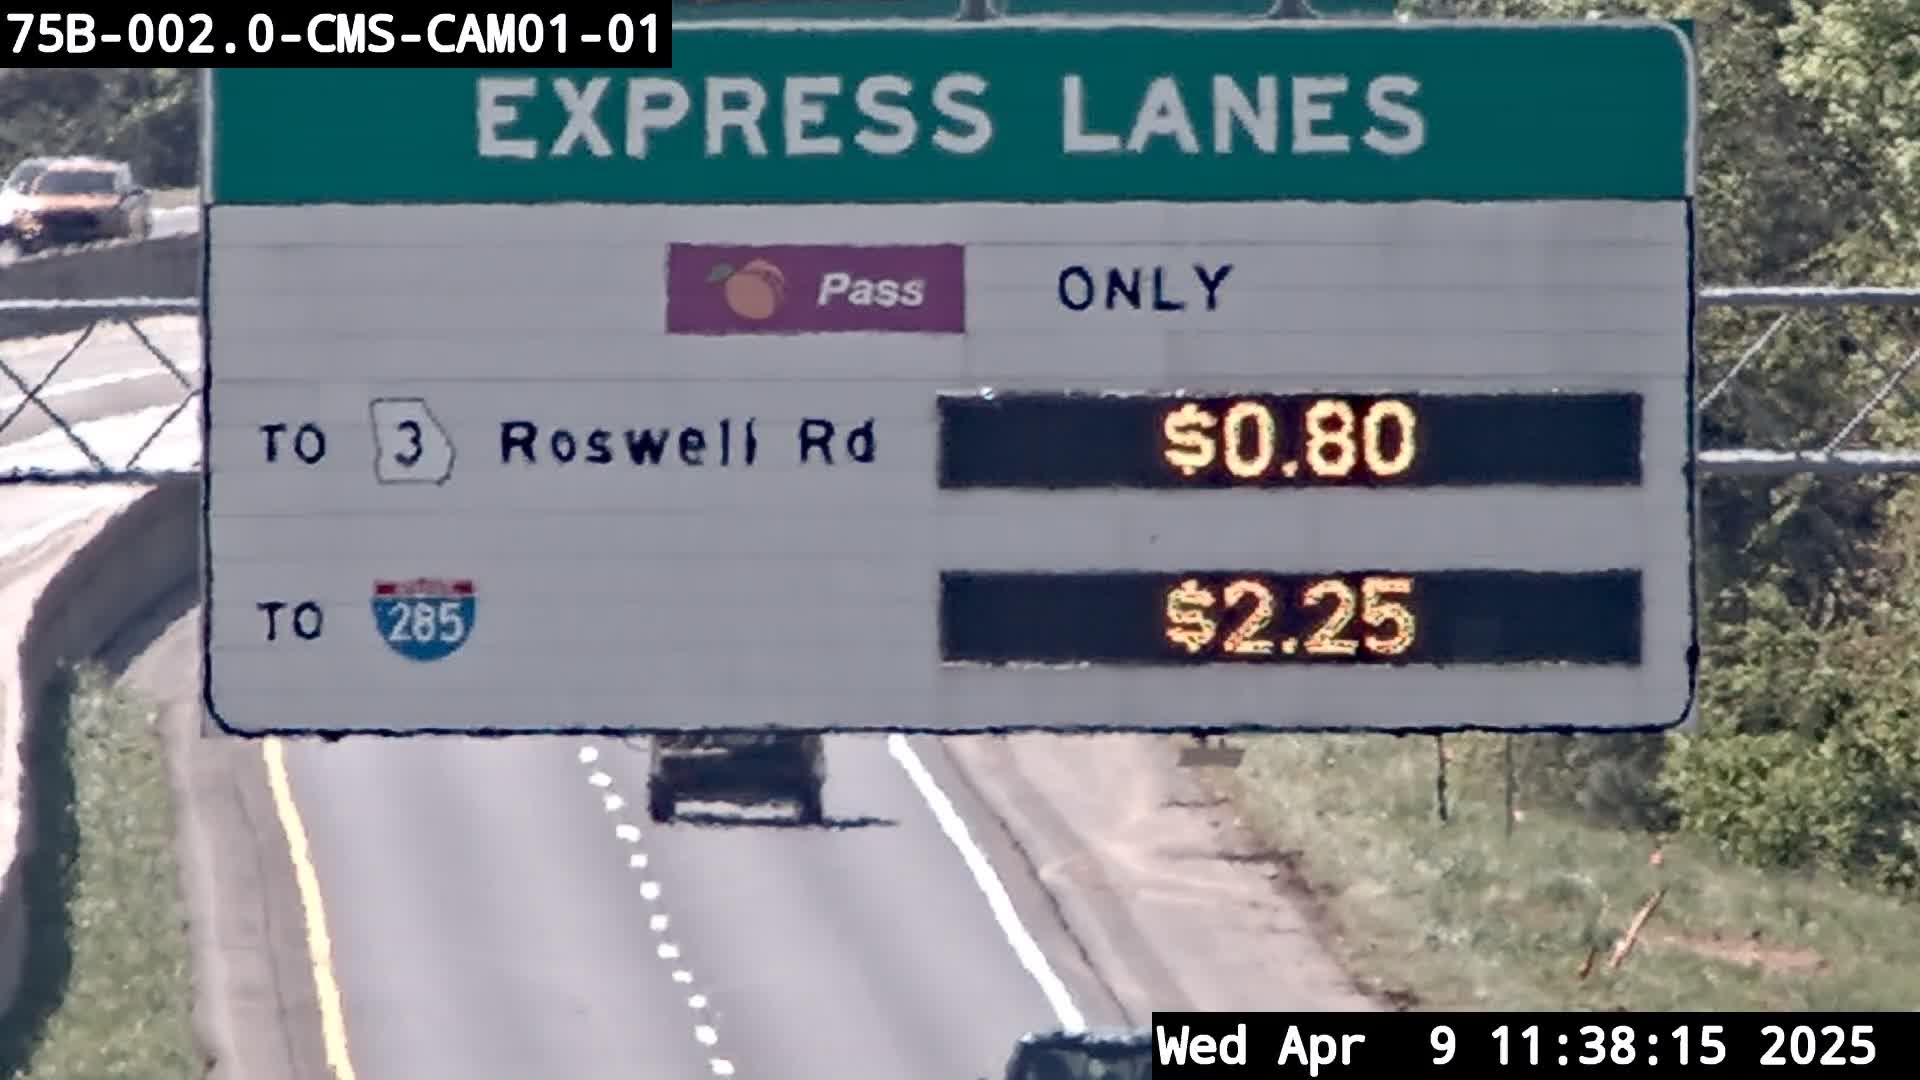 75B-002.0-CMS-CAM01-01
EXPRESS LANES
Pass ONLY
TO 3 Roswell Rd $0.80
TO 285 $2.25
Wed Apr 9 11:38:15 2025